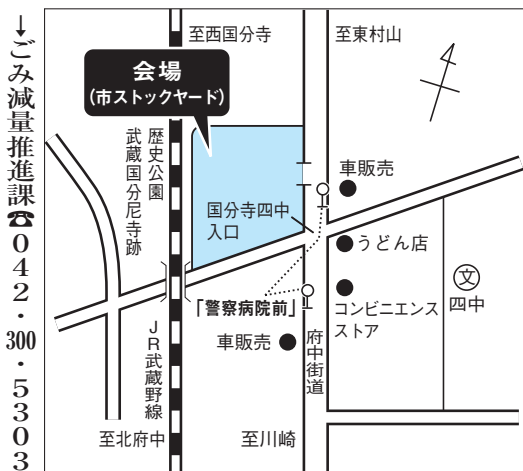 →ごみ減量推進課☎042・300・5303
至西国分寺
至東村山
会場
(市ストックヤード)
歴史公園
武蔵国分尼寺跡
車販売
国分寺四中
入口
うどん店
文
四中
「警察病院前」
コンビニエンス
ストア
車販売
府中街道
JR武蔵野線
至北府中
至川崎